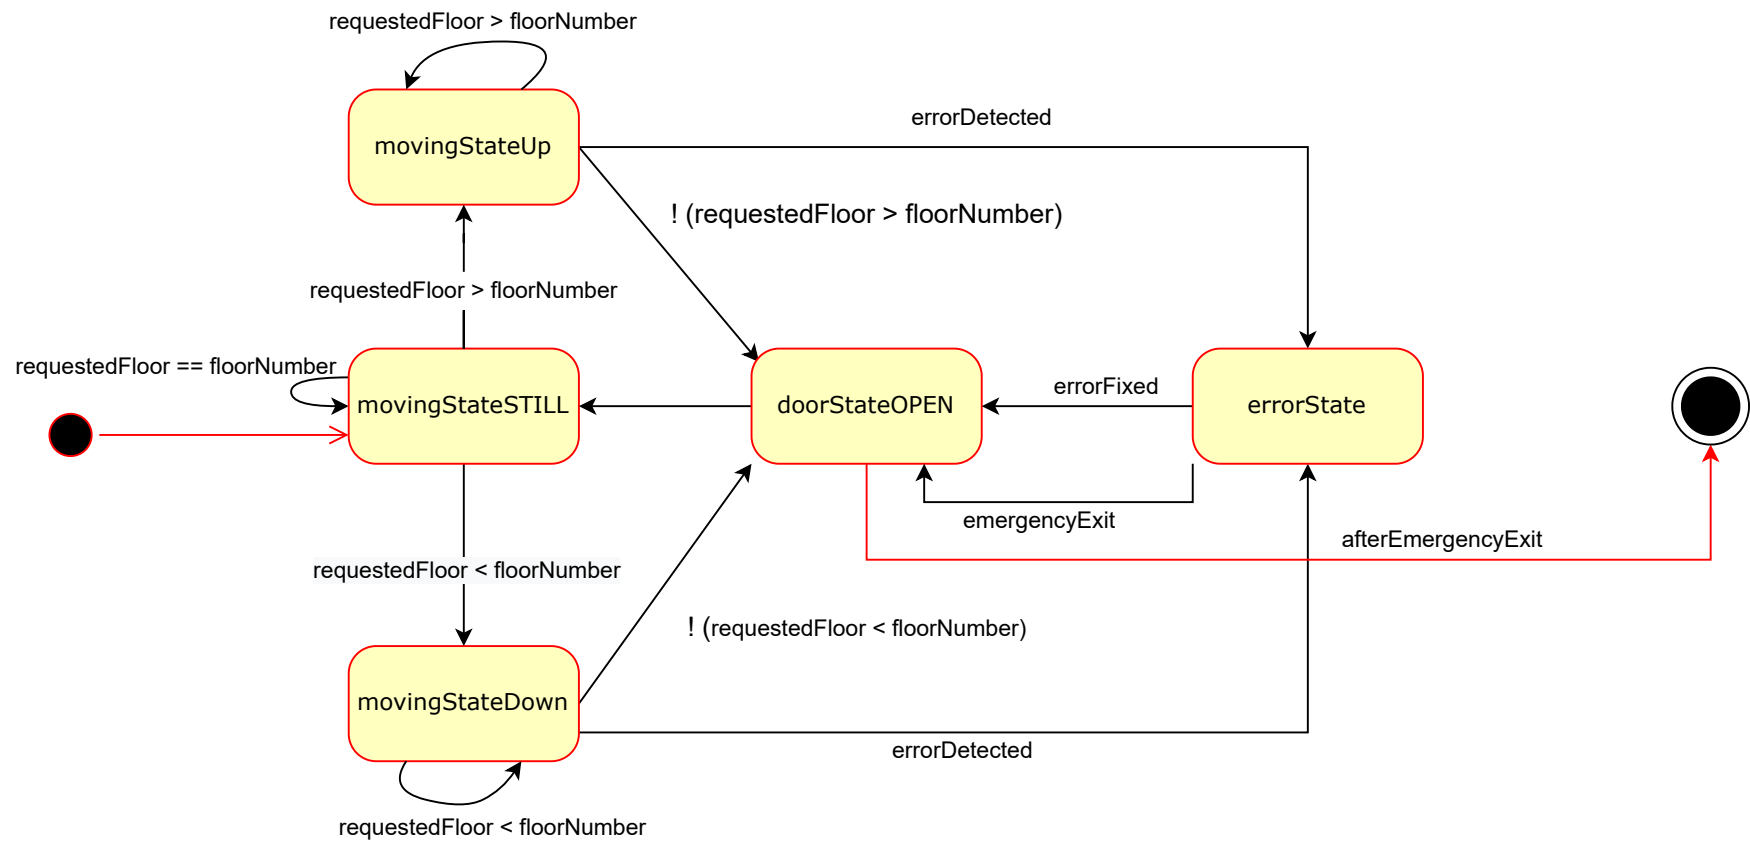 requestedFloor > floorNumber
movingStateUp
errorDetected
! (requestedFloor > floorNumber)
requestedFloor > floorNumber
requestedFloor == floorNumber
movingStateSTILL
doorStateOPEN
errorFixed
errorState
emergencyExit
afterEmergencyExit
requestedFloor < floorNumber
! (requestedFloor < floorNumber)
movingStateDown
errorDetected
requestedFloor < floorNumber